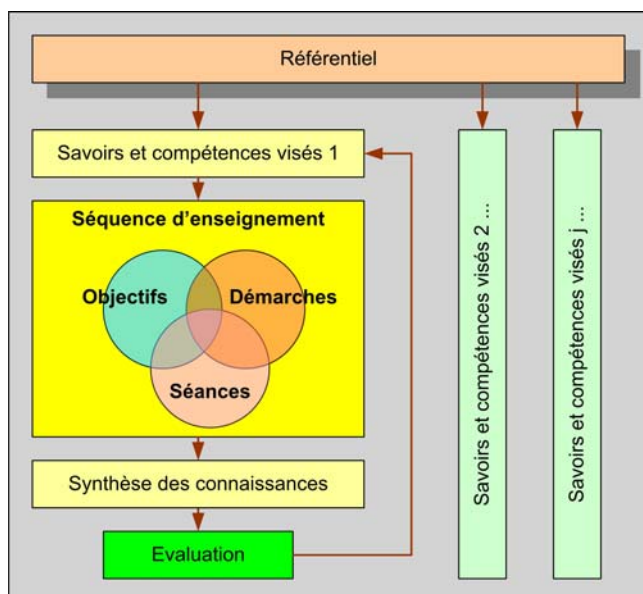 Référentiel
Savoirs et compétences visés 1
Séquence d’enseignement
Objectifs
Démarches
Séances
Synthèse des connaissances
Evaluation
Savoirs et compétences visés 2 ...
Savoirs et compétences visés j ...